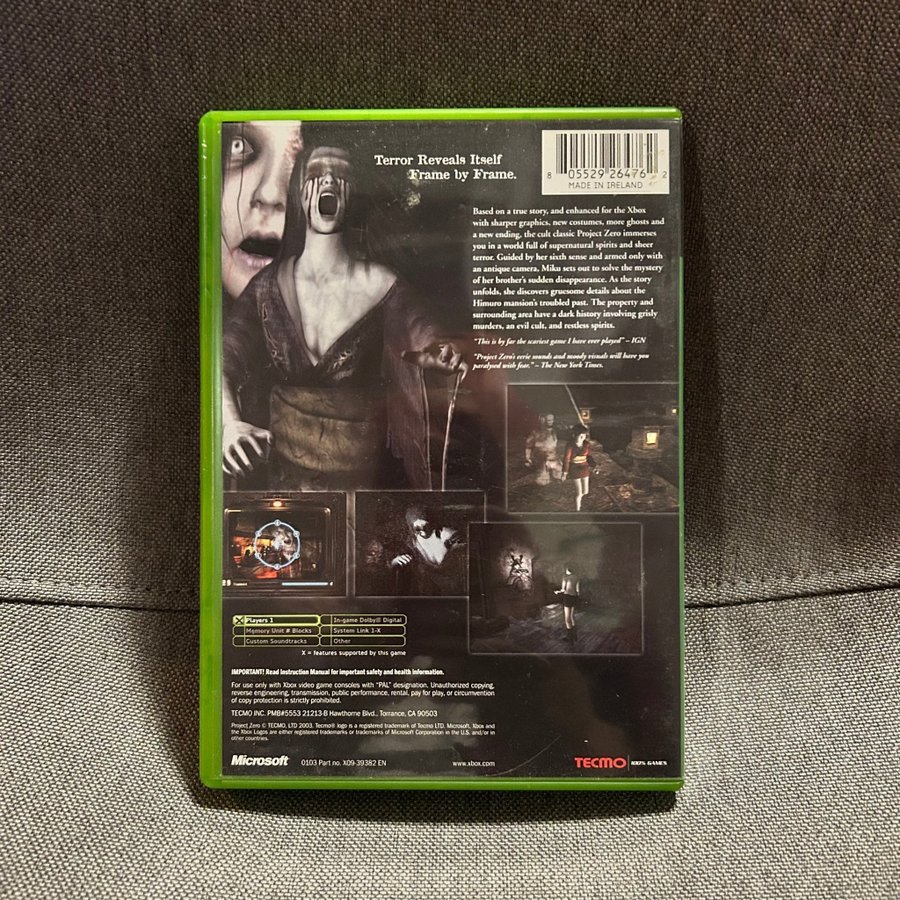 Terror Reveals Itself
Frame by Frame.
8 05529 26476 2
MADE IN IRELAND
Based on a true story, and enhanced for the Xbox
with sharper graphics, new costumes, more ghosts and
a new ending, the cult classic Project Zero immerses
you in a world full of supernatural spirits and sheer
terror. Guided by her sixth sense and armed only with
an antique camera, Miku sets out to solve the mystery
of her brother's sudden disappearance. As the story
unfolds, she discovers gruesome details about the
Himuro mansion's troubled past. The property and
surrounding area have a dark history involving grisly
murders, an evil cult, and restless spirits.
"This is by far the scariest game I have ever played" – IGN
"Project Zero's eerie sounds and moody visuals will have you
paralysed with fear." – The New York Times.
X Players 1
In-game Dolby® Digital
Memory Unit # Blocks
System Link 1-X
Custom Soundtracks
Other
X = features supported by this game
IMPORTANT! Read Instruction Manual for important safety and health information.
For use only with Xbox video game consoles with "PAL" designation. Unauthorized copying,
reverse engineering, transmission, public performance, rental, pay for play, or circumvention
of copy protection is strictly prohibited.
TECMO INC. PMB#5553 21213-B Hawthorne Blvd., Torrance, CA 90503
Project Zero © TECMO, LTD 2003. Tecmo® logo is a registered trademark of Tecmo LTD. Microsoft, Xbox and
the Xbox Logos are either registered trademarks or trademarks of Microsoft Corporation in the U.S. and/or in
other countries.
Microsoft
0103 Part no. X09-39382 EN
www.xbox.com
TECMO
100% GAMES